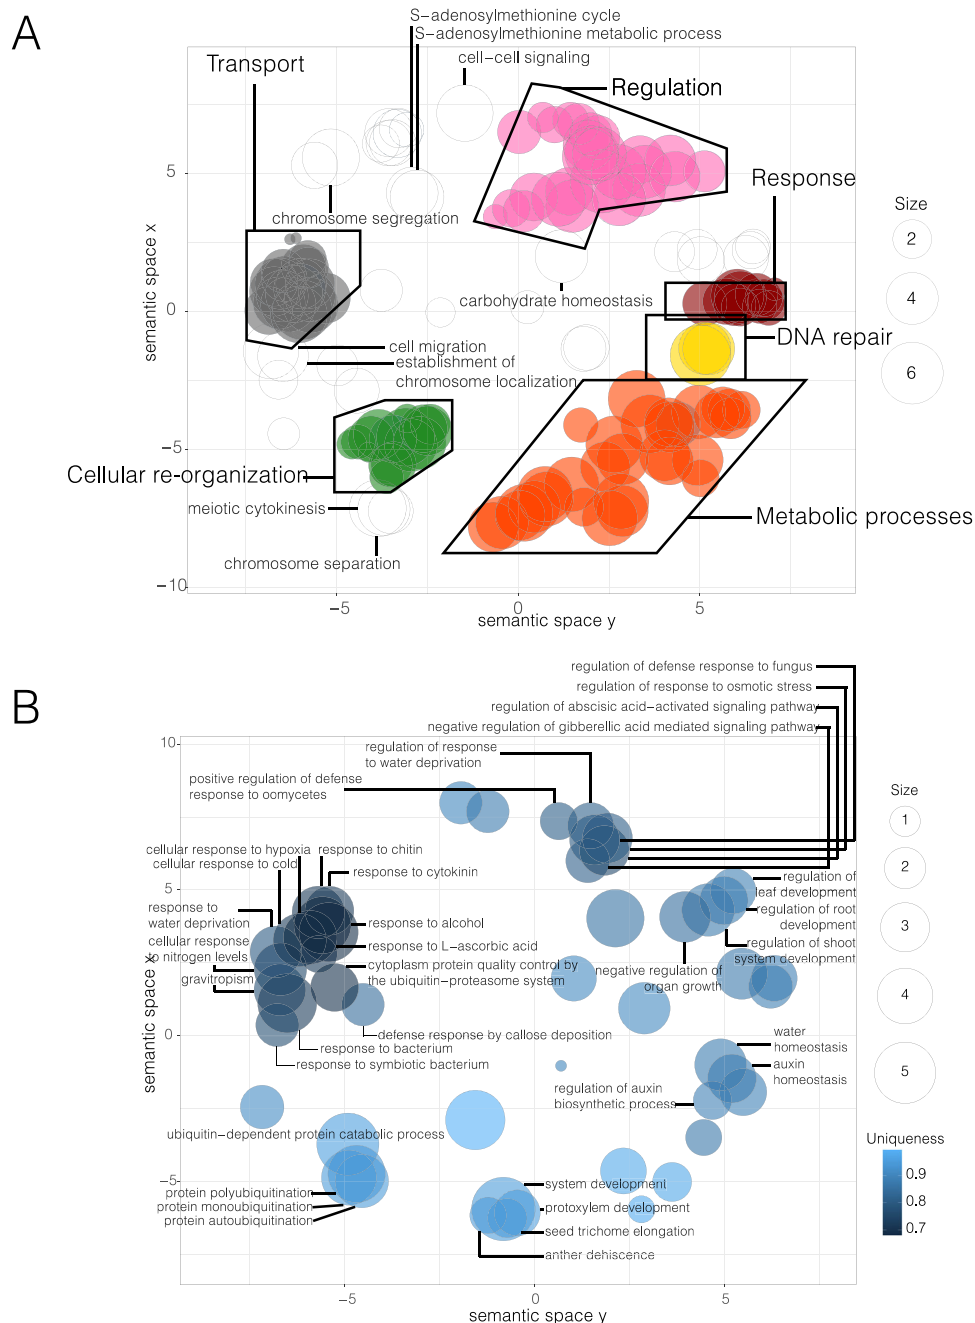 A
S−adenosylmethionine cycle
S−adenosylmethionine metabolic process
cell−cell signaling
Transport
Regulation
Response
Size
2
4
6
chromosome segregation
carbohydrate homeostasis
DNA repair
cell migration
establishment of
chromosome localization
Cellular re-organization
meiotic cytokinesis
chromosome separation
Metabolic processes
semantic space x
5
0
−5
−10
−5
0
5
semantic space y
B
regulation of defense response to fungus
regulation of response to osmotic stress
regulation of abscisic acid−activated signaling pathway
negative regulation of gibberellic acid mediated signaling pathway
regulation of response
to water deprivation
positive regulation of defense
response to oomycetes
cellular response to hypoxia
response to chitin
cellular response to cold
response to cytokinin
response to
water deprivation
response to alcohol
cellular response
to nitrogen levels
response to L−ascorbic acid
gravitropism
cytoplasm protein quality control by
the ubiquitin−proteasome system
defense response by callose deposition
response to bacterium
response to symbiotic bacterium
regulation of
leaf development
regulation of root
development
regulation of shoot
system development
negative regulation of
organ growth
water
homeostasis
auxin
homeostasis
regulation of auxin
biosynthetic process
ubiquitin−dependent protein catabolic process
protein polyubiquitination
protein monoubiquitination
protein autoubiquitination
system development
protoxylem development
seed trichome elongation
anther dehiscence
Size
1
2
3
4
5
Uniqueness
0.9
0.8
0.7
semantic space x
10
5
0
−5
−5
0
5
semantic space y